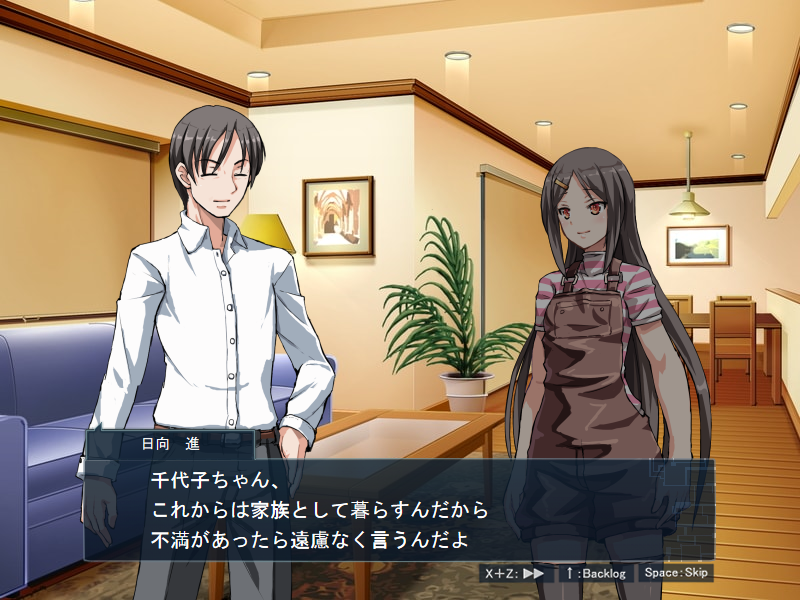 日向　進
千代子ちゃん、
これからは家族として暮らすんだから
不満があったら遠慮なく言うんだよ
X+Z: ▶▶ ↑:Backlog Space:Skip